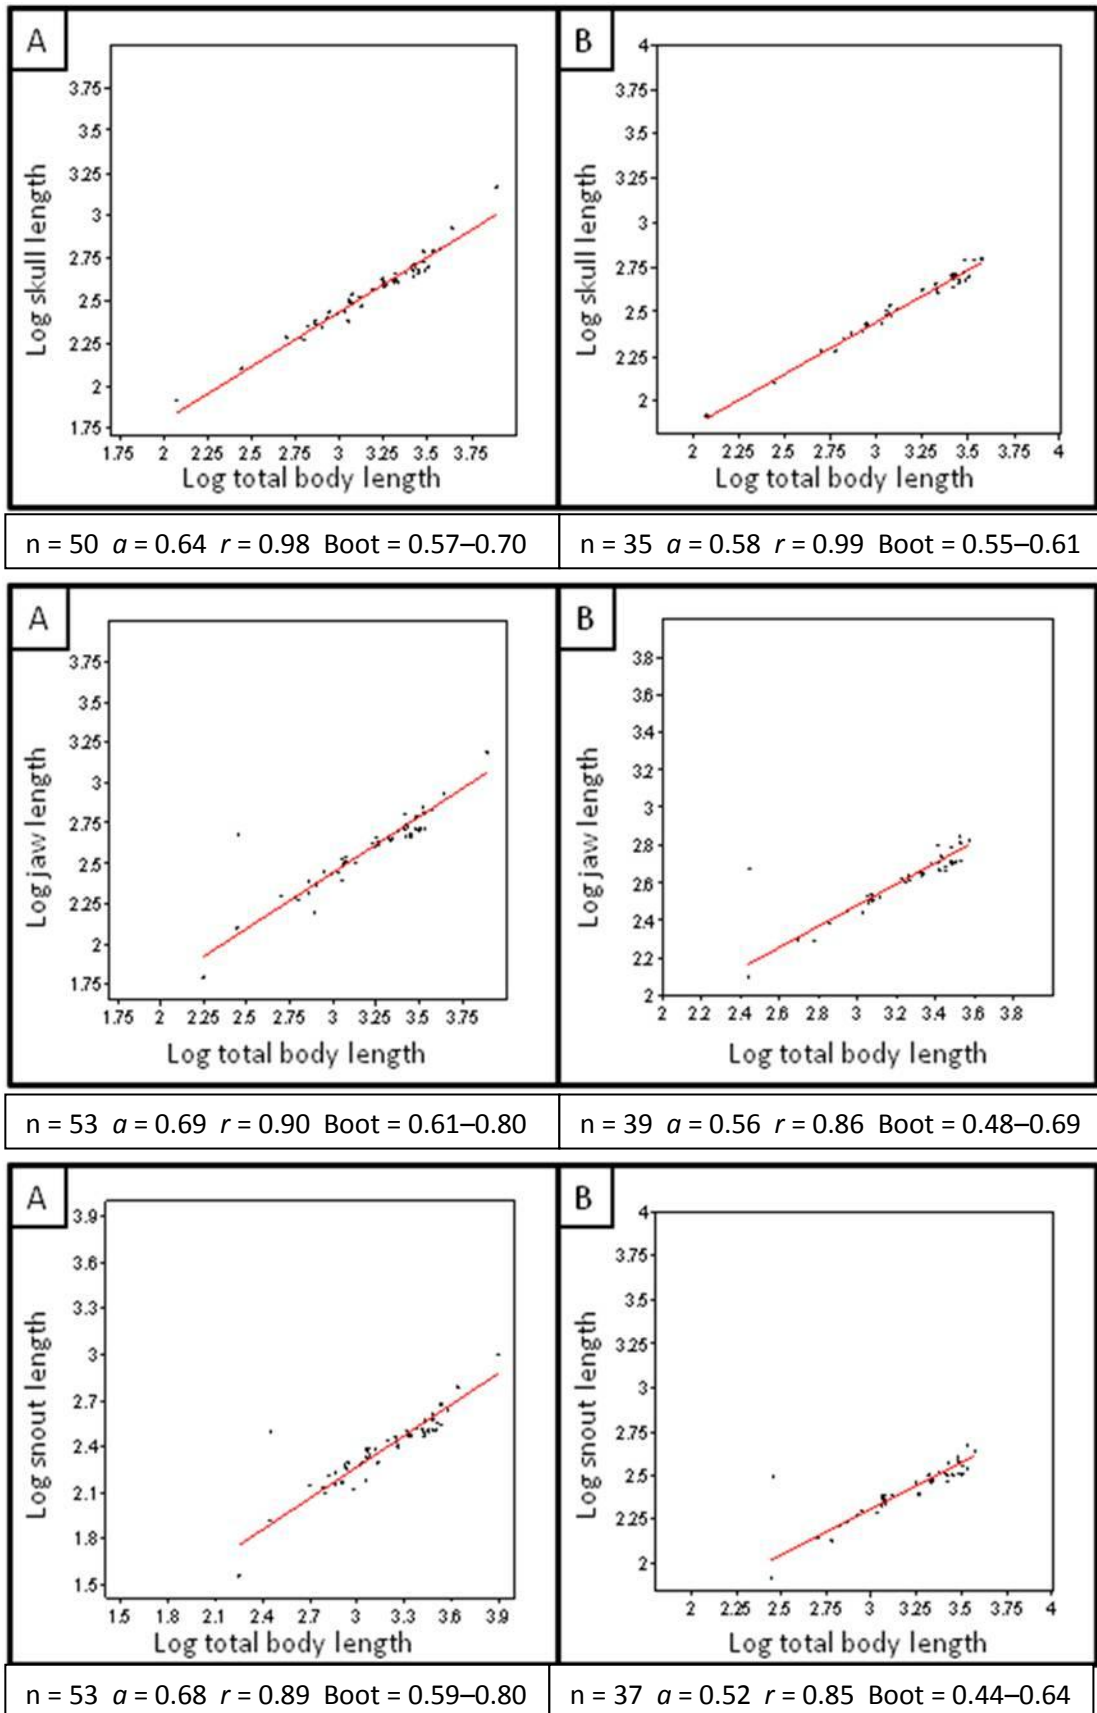 A
3.75
3.5
3.25
3
2.75
2.5
2.25
2
1.75
Log skull length
1.75 2 2.25 2.5 2.75 3 3.25 3.5 3.75
Log total body length
B
4
3.75
3.5
3.25
3
2.75
2.5
2.25
2
Log skull length
2 2.25 2.5 2.75 3 3.25 3.5 3.75 4
Log total body length
n = 50 a = 0.64 r = 0.98 Boot = 0.57–0.70
n = 35 a = 0.58 r = 0.99 Boot = 0.55–0.61
A
3.75
3.5
3.25
3
2.75
2.5
2.25
2
1.75
Log jaw length
1.75 2 2.25 2.5 2.75 3 3.25 3.5 3.75
Log total body length
B
3.8
3.6
3.4
3.2
3
2.8
2.6
2.4
2.2
2
Log jaw length
2 2.2 2.4 2.6 2.8 3 3.2 3.4 3.6 3.8
Log total body length
n = 53 a = 0.69 r = 0.90 Boot = 0.61–0.80
n = 39 a = 0.56 r = 0.86 Boot = 0.48–0.69
A
3.9
3.6
3.3
3
2.7
2.4
2.1
1.8
1.5
Log snout length
1.5 1.8 2.1 2.4 2.7 3 3.3 3.6 3.9
Log total body length
B
4
3.75
3.5
3.25
3
2.75
2.5
2.25
2
Log snout length
2 2.25 2.5 2.75 3 3.25 3.5 3.75 4
Log total body length
n = 53 a = 0.68 r = 0.89 Boot = 0.59–0.80
n = 37 a = 0.52 r = 0.85 Boot = 0.44–0.64